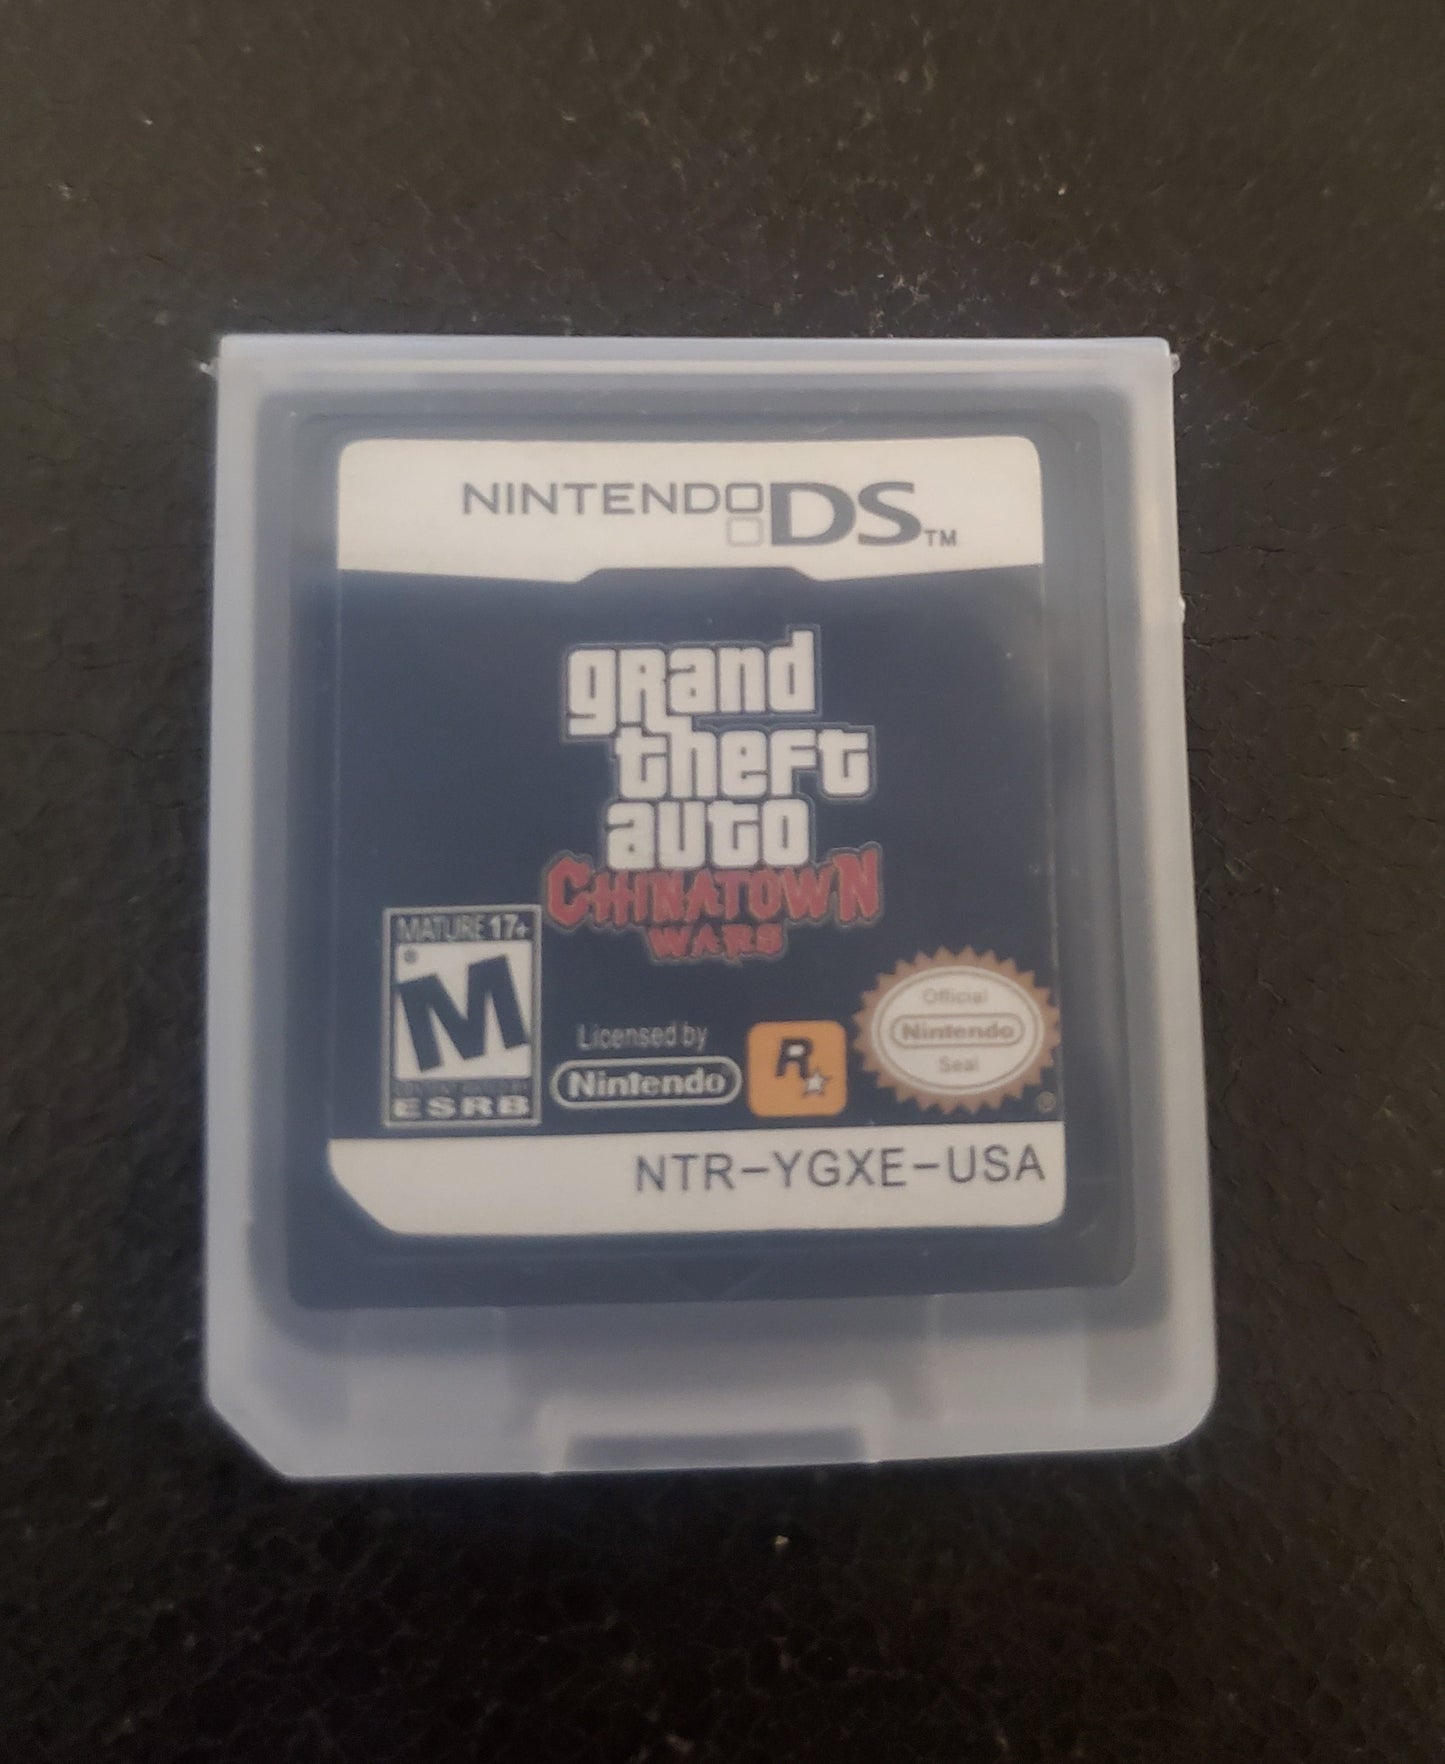 NINTENDO DS™
grand
theft
auto
CHINATOWN
WARS
MATURE 17+
®
M
ESRB
Licensed by
Nintendo
R
Official
Nintendo
Seal
®
NTR-YGXE-USA